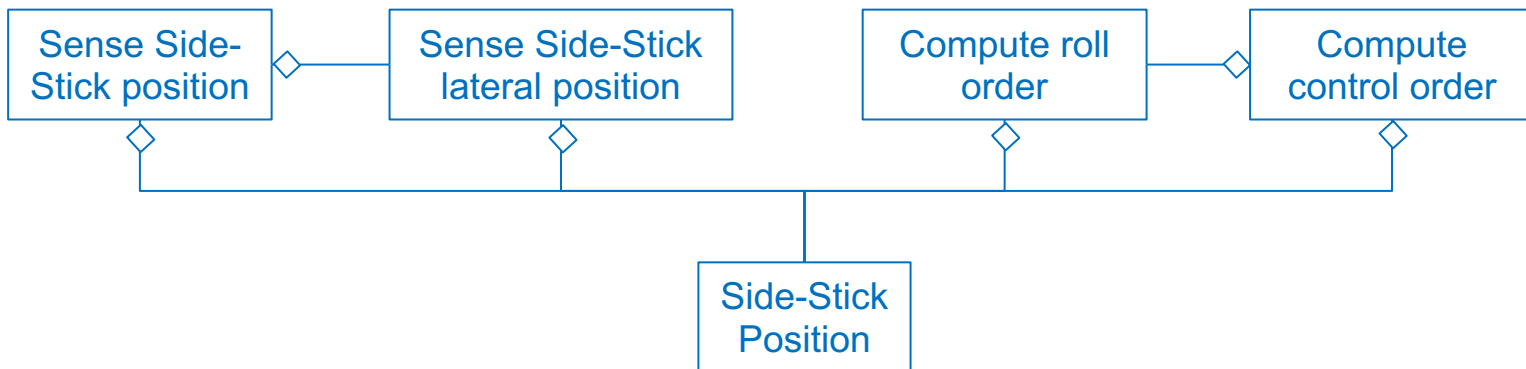 Sense Side-
Stick position
Sense Side-Stick
lateral position
Compute roll
order
Compute
control order
Side-Stick
Position